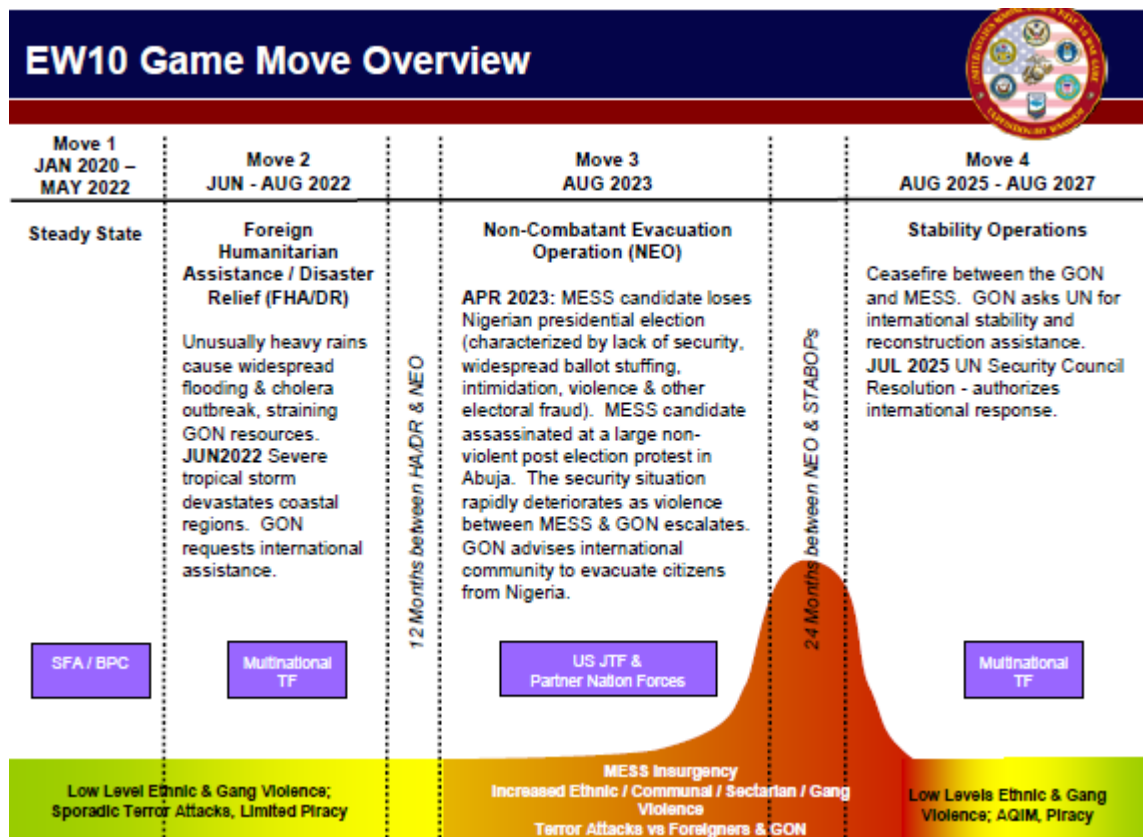 EW10 Game Move Overview
Move 1
JAN 2020 –
MAY 2022
Move 2
JUN - AUG 2022
Move 3
AUG 2023
Move 4
AUG 2025 - AUG 2027
Steady State
Foreign
Humanitarian
Assistance / Disaster
Relief (FHA/DR)
Unusually heavy rains
cause widespread
flooding & cholera
outbreak, straining
GON resources.
JUN2022 Severe
tropical storm
devastates coastal
regions. GON
requests international
assistance.
12 Months between HA/DR & NEO
Non-Combatant Evacuation
Operation (NEO)
APR 2023: MESS candidate loses
Nigerian presidential election
(characterized by lack of security,
widespread ballot stuffing,
intimidation, violence & other
electoral fraud). MESS candidate
assassinated at a large non-
violent post election protest in
Abuja. The security situation
rapidly deteriorates as violence
between MESS & GON escalates.
GON advises international
community to evacuate citizens
from Nigeria.
24 Months between NEO & STABOPs
Stability Operations
Ceasefire between the GON
and MESS. GON asks UN for
international stability and
reconstruction assistance.
JUL 2025 UN Security Council
Resolution - authorizes
international response.
SFA / BPC
Multinational
TF
US JTF &
Partner Nation Forces
Multinational
TF
Low Level Ethnic & Gang Violence;
Sporadic Terror Attacks, Limited Piracy
MESS Insurgency
Increased Ethnic / Communal / Sectarian / Gang
Violence
Terror Attacks vs Foreigners & GON
Low Levels Ethnic & Gang
Violence; AQIM, Piracy